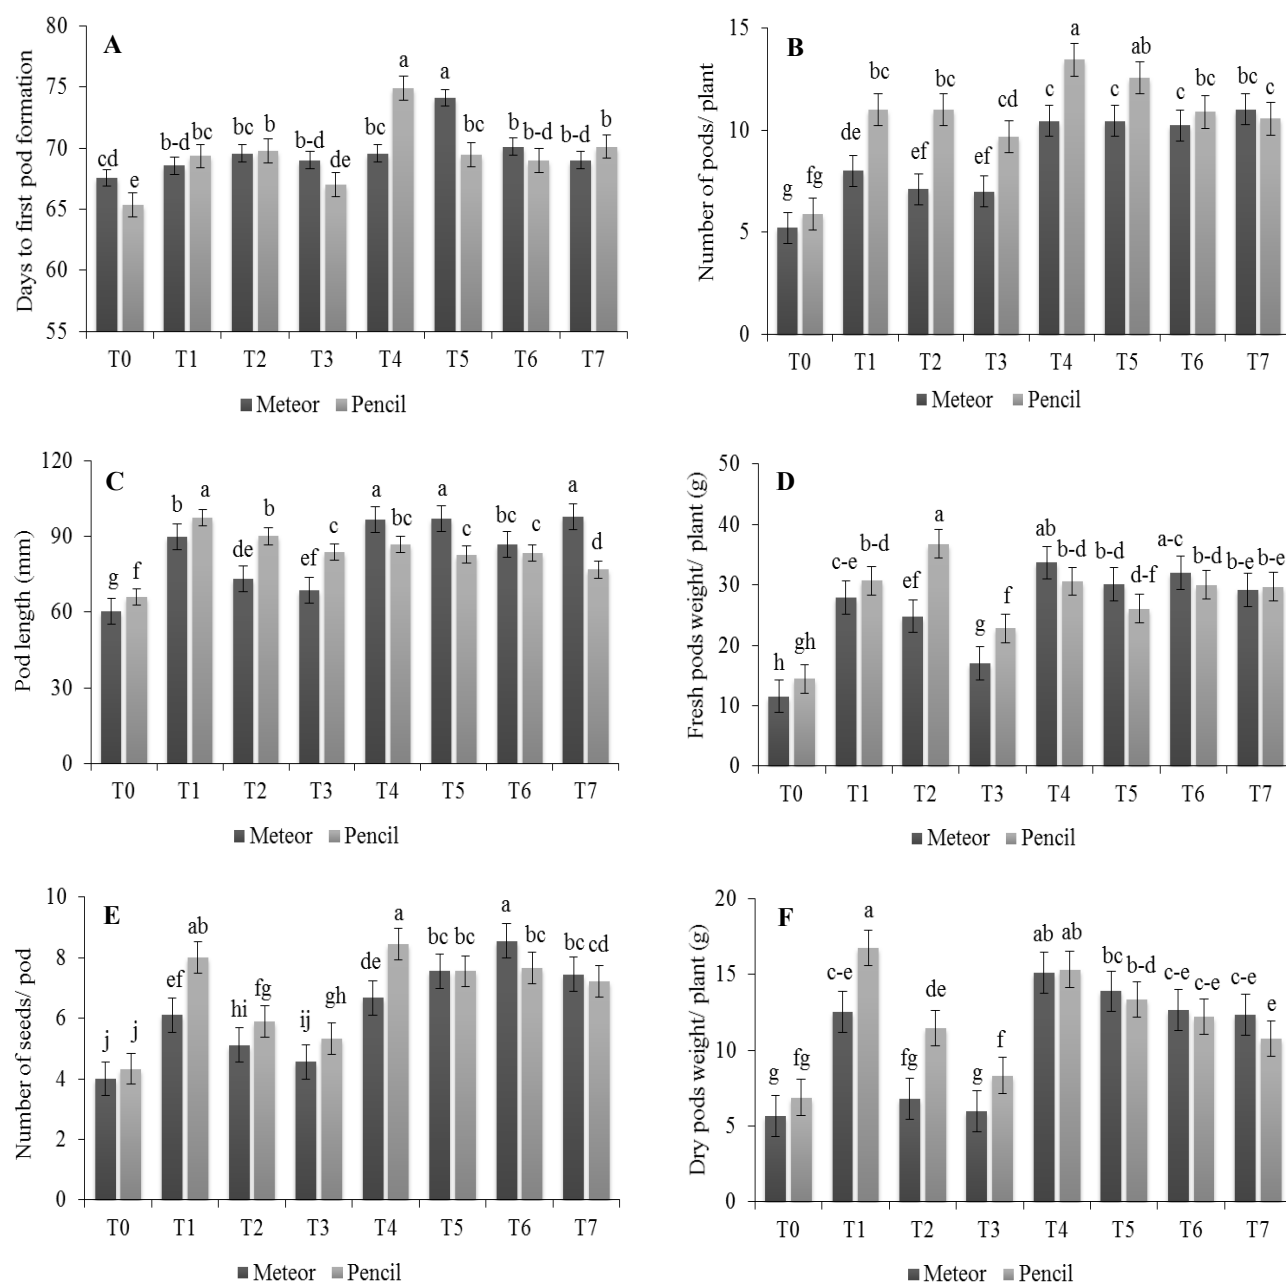 A
Days to first pod formation
80
75
70
65
60
55
cd e b-d bc bc b b-d de bc a a bc b b-d b-d b
T0 T1 T2 T3 T4 T5 T6 T7
Meteor Pencil
B
Number of pods/ plant
15
10
5
0
g fg de bc ef bc ef cd c a c ab c bc bc c
T0 T1 T2 T3 T4 T5 T6 T7
Meteor Pencil
C
Pod length (mm)
120
90
60
30
0
g f b a de b ef c a bc a c bc c a d
T0 T1 T2 T3 T4 T5 T6 T7
Meteor Pencil
D
Fresh pods weight/ plant (g)
50
40
30
20
10
0
h gh c-e b-d ef a g f ab b-d b-d d-f a-c b-d b-e b-e
T0 T1 T2 T3 T4 T5 T6 T7
Meteor Pencil
E
Number of seeds/ pod
10
8
6
4
2
0
j j ef ab hi fg ij gh de a bc bc a bc bc cd
T0 T1 T2 T3 T4 T5 T6 T7
Meteor Pencil
F
Dry pods weight/ plant (g)
20
15
10
5
0
g fg c-e a fg de g f ab ab bc b-d c-e c-e c-e e
T0 T1 T2 T3 T4 T5 T6 T7
Meteor Pencil